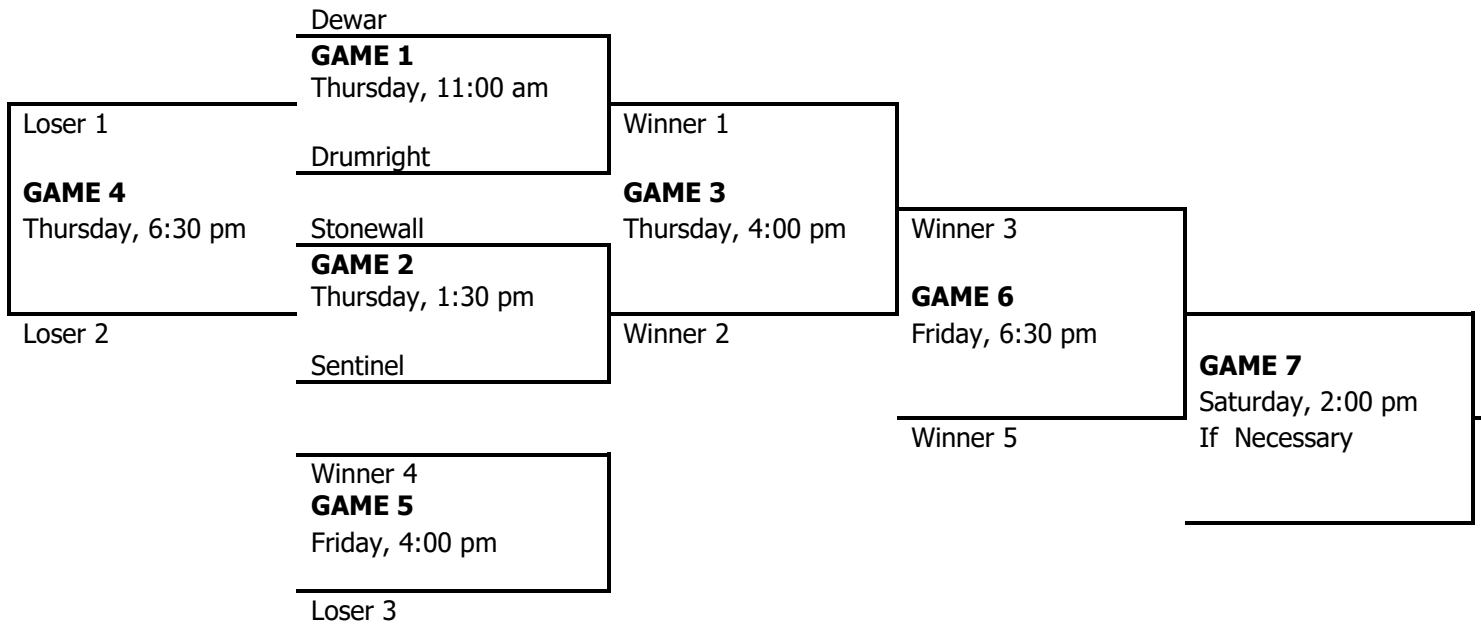 Dewar
GAME 1
Thursday, 11:00 am
Drumright
Loser 1
GAME 4
Thursday, 6:30 pm
Loser 2
Stonewall
GAME 2
Thursday, 1:30 pm
Sentinel
Winner 4
GAME 5
Friday, 4:00 pm
Loser 3
Winner 1
GAME 3
Thursday, 4:00 pm
Winner 2
Winner 3
GAME 6
Friday, 6:30 pm
Winner 5
GAME 7
Saturday, 2:00 pm
If Necessary